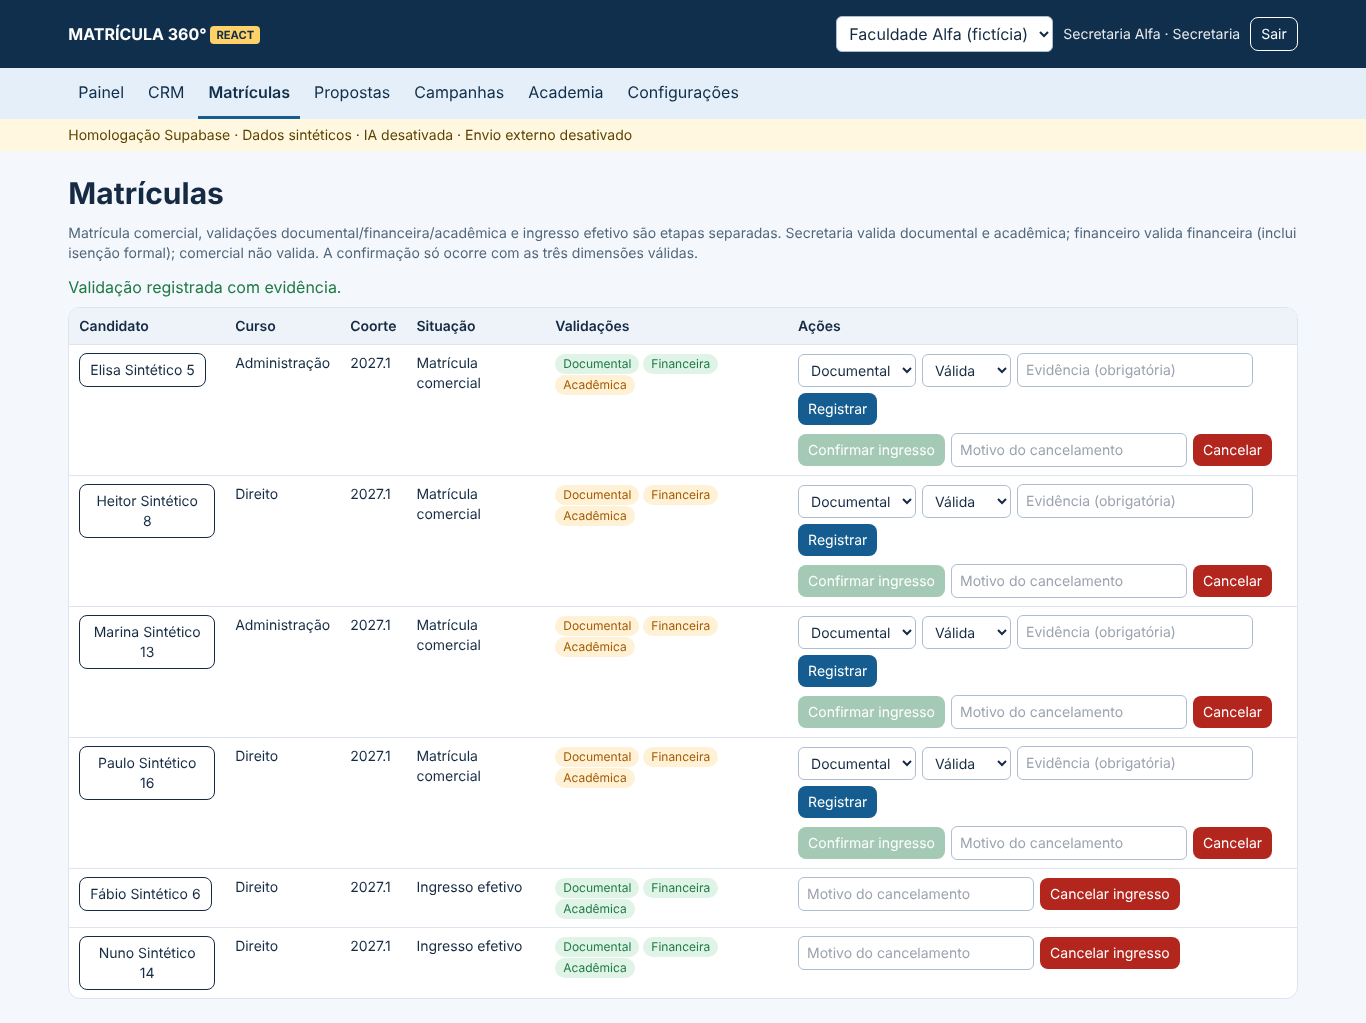 MATRÍCULA 360° REACT
Faculdade Alfa (fictícia)
Secretaria Alfa · Secretaria
Sair
Painel
CRM
Matrículas
Propostas
Campanhas
Academia
Configurações
Homologação Supabase · Dados sintéticos · IA desativada · Envio externo desativado
Matrículas
Matrícula comercial, validações documental/financeira/acadêmica e ingresso efetivo são etapas separadas. Secretaria valida documental e acadêmica; financeiro valida financeira (inclui
isenção formal); comercial não valida. A confirmação só ocorre com as três dimensões válidas.
Validação registrada com evidência.
Candidato Curso Coorte Situação Validações Ações
Elisa Sintético 5 Administração 2027.1 Matrícula Documental Financeira Documental Válida Evidência (obrigatória)
comercial Acadêmica
Registrar
Confirmar ingresso Motivo do cancelamento Cancelar
Heitor Sintético Direito 2027.1 Matrícula Documental Financeira Documental Válida Evidência (obrigatória)
8 comercial Acadêmica
Registrar
Confirmar ingresso Motivo do cancelamento Cancelar
Marina Sintético Administração 2027.1 Matrícula Documental Financeira Documental Válida Evidência (obrigatória)
13 comercial Acadêmica
Registrar
Confirmar ingresso Motivo do cancelamento Cancelar
Paulo Sintético Direito 2027.1 Matrícula Documental Financeira Documental Válida Evidência (obrigatória)
16 comercial Acadêmica
Registrar
Confirmar ingresso Motivo do cancelamento Cancelar
Fábio Sintético 6 Direito 2027.1 Ingresso efetivo Documental Financeira Motivo do cancelamento Cancelar ingresso
Acadêmica
Nuno Sintético Direito 2027.1 Ingresso efetivo Documental Financeira Motivo do cancelamento Cancelar ingresso
14 Acadêmica